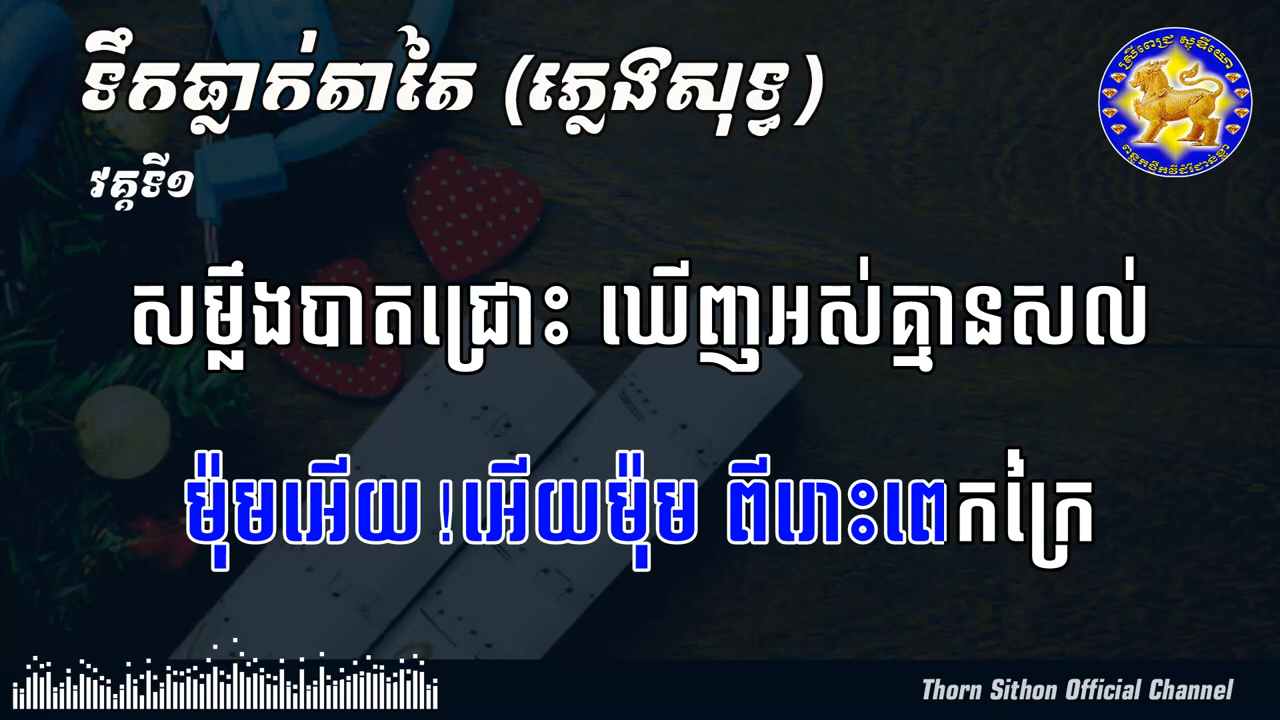 ទឹកធ្លាក់តាតៃ (ភ្លេងសុទ្ធ)
វគ្គទី១
សម្លឹងបាតជ្រោះ ឃើញអស់គ្មានសល់
ម៉ុមអើយ !អើយម៉ុម ពីរោះពេកក្រៃ
Thorn Sithon Official Channel